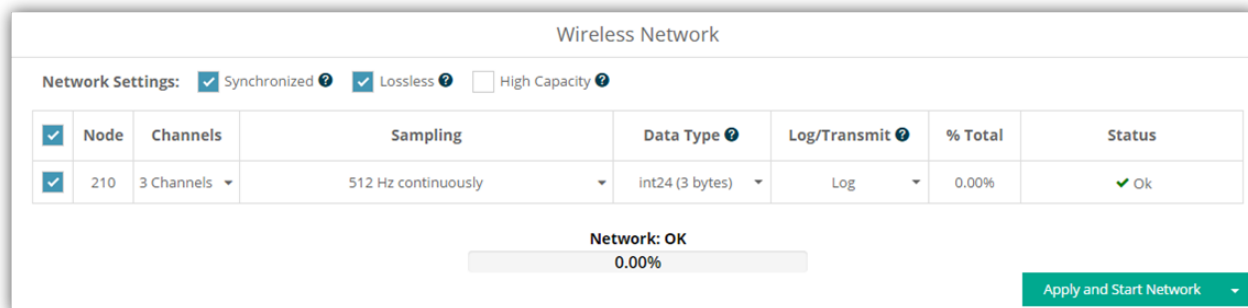 Wireless Network
Network Settings: Synchronized ? Lossless ? High Capacity ?
Node Channels Sampling Data Type ? Log/Transmit ? % Total Status
210 3 Channels 512 Hz continuously int24 (3 bytes) Log 0.00% Ok
Network: OK
0.00%
Apply and Start Network